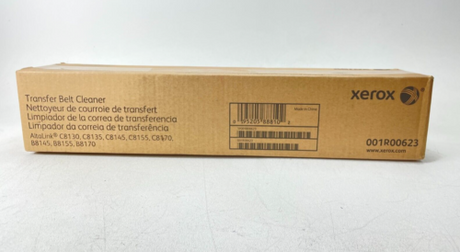 Transfer Belt Cleaner
Nettoyeur de courroie de transfert
Limpiador de la correa de transferencia
Limpador da correia de transferência
AltaLink® C8130, C8135, C8145, C8155, C8170,
B8145, B8155, B8170
xerox
001R00623
www.xerox.com